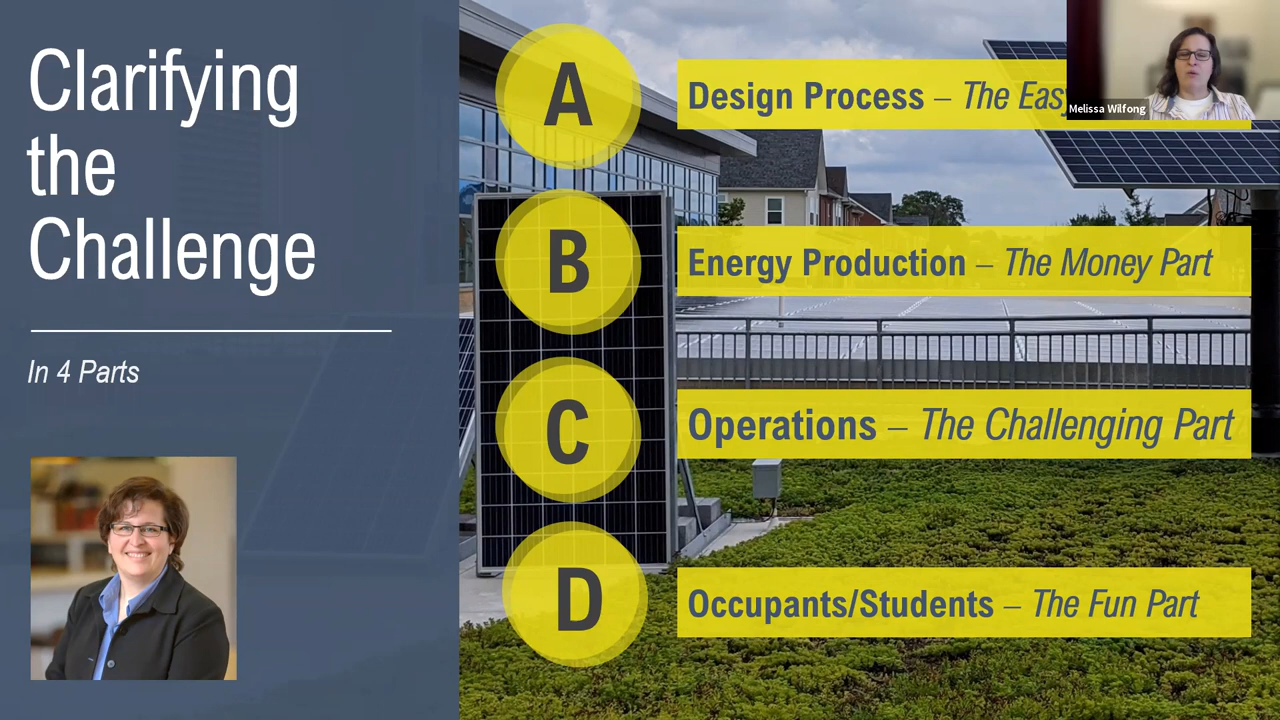 Clarifying
the
Challenge
In 4 Parts
A
Design Process – The Easy
Melissa Wilfong
B
Energy Production – The Money Part
C
Operations – The Challenging Part
D
Occupants/Students – The Fun Part